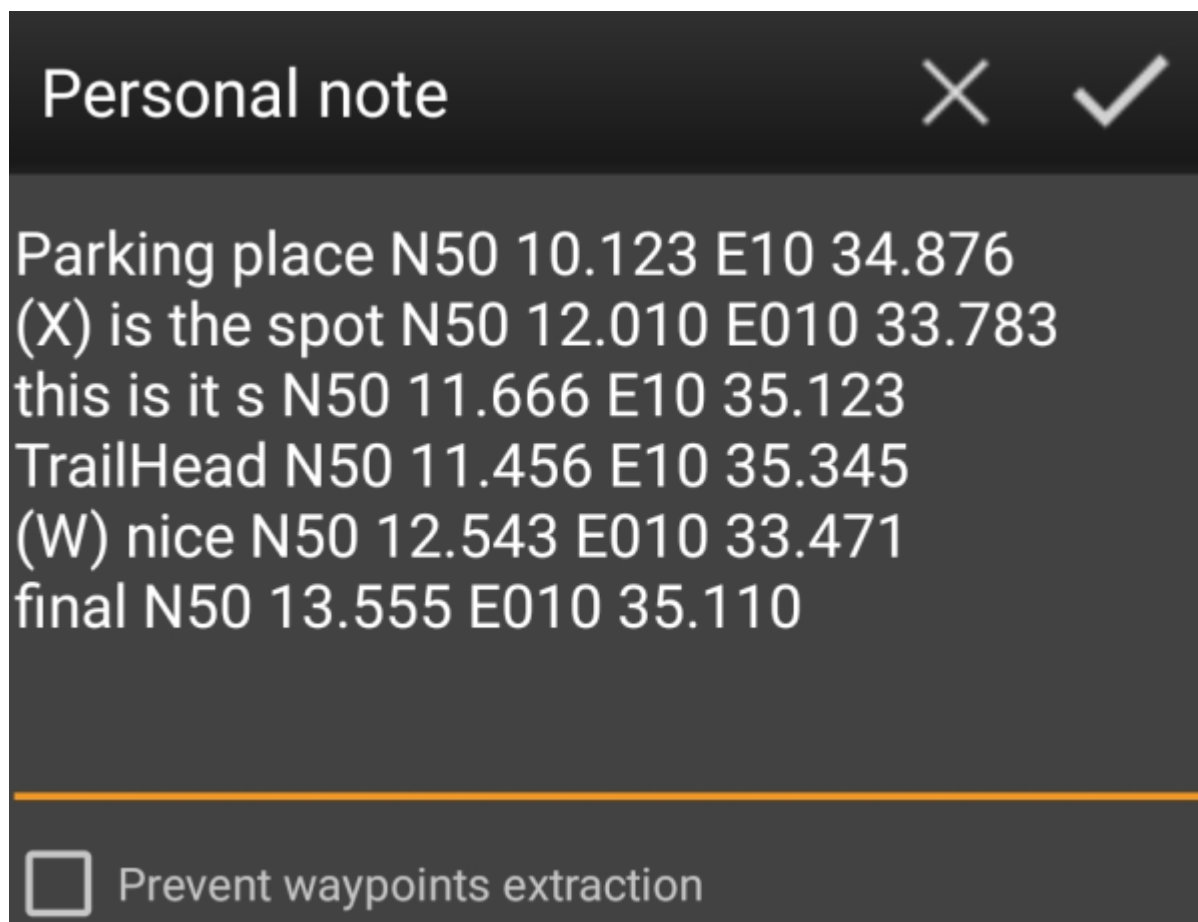 Personal note
Parking place N50 10.123 E10 34.876
(X) is the spot N50 12.010 E010 33.783
this is it s N50 11.666 E10 35.123
TrailHead N50 11.456 E10 35.345
(W) nice N50 12.543 E010 33.471
final N50 13.555 E010 35.110
Prevent waypoints extraction